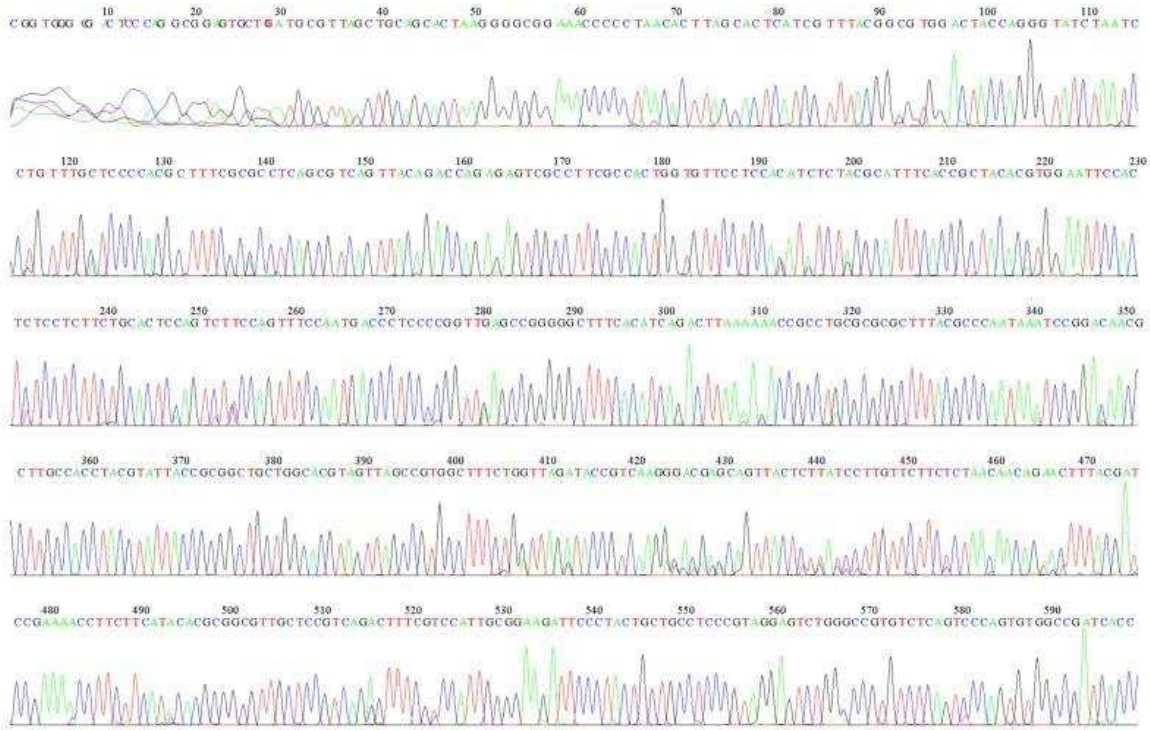 10 20 30 40 50 60 70 80 90 100 110
CGGTGGG GACTCCCAGGCGGAGTGCTGATGCGTTAGCTGCAGCACTAAGGGGCGGAAACCCCCTAACACTTAGCACTCATCGTTTACGGCGTGGACTACCAGGGTATCTAATC
120 130 140 150 160 170 180 190 200 210 220 230
CTGTTTGCTCCCCACGCTTTCGCGCCTCAGCGTCAGTTACAGACCAGAGAGTCGCCTTCGCCACTGGTGTTCCTCCACATCTCTACGCATTTCACCGCTACACGTGGAATTCCAC
240 250 260 270 280 290 300 310 320 330 340 350
TCTCCTCTTCTGCACTCCAGTCTTCCAGTTTCCAATGACCCTCCCCGGTTGAGCCGGGGGCTTTCACATCAGACTTAAAAAACCGCCTGCGCGCGCTTTACGCCCAATAAATCCGGACAACG
360 370 380 390 400 410 420 430 440 450 460 470
CTTGCCACCTACGTATTACCGCGGCTGCTGGCACGTAGTTAGCCGTGGCTTTCTGGTTAGATACCGTCAAGGGACGAGCAGTTACTCTTATCCTTGTTCTTCTCTAACAACAGAACTTTACGAT
480 490 500 510 520 530 540 550 560 570 580 590
CCGAAAACCTTCTTCATACACGCGGCGTTGCTCCGTCAGACTTTCGTCCATTGCGGAAGATTCCCTACTGCTGCCTCCCGTAGGAGTCTGGGCCGTGTCTCAGTCCCAGTGTGGCCGATCACC